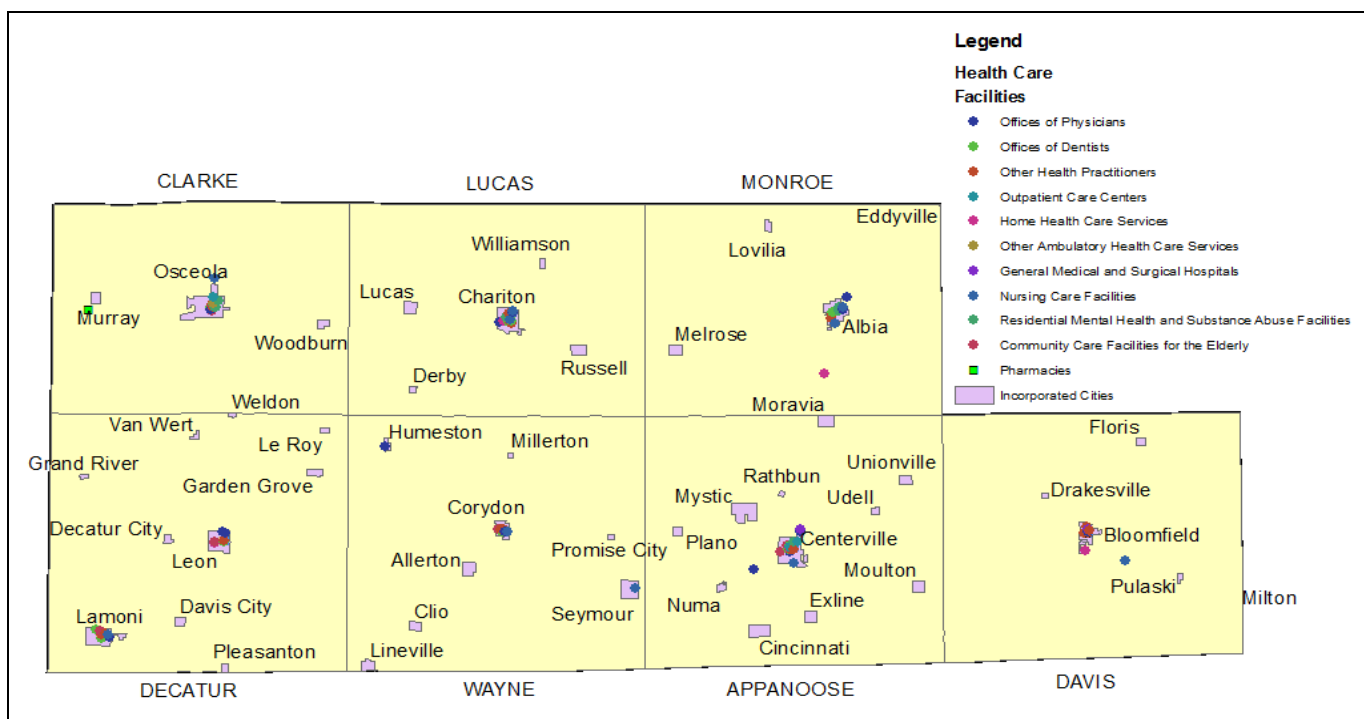 Legend
Health Care
Facilities
Offices of Physicians
Offices of Dentists
Other Health Practitioners
Outpatient Care Centers
Home Health Care Services
Other Ambulatory Health Care Services
General Medical and Surgical Hospitals
Nursing Care Facilities
Residential Mental Health and Substance Abuse Facilities
Community Care Facilities for the Elderly
Pharmacies
Incorporated Cities
CLARKE
LUCAS
MONROE
Eddyville
Williamson
Lovilia
Osceola
Lucas
Chariton
Murray
Albia
Woodburn
Melrose
Russell
Derby
Weldon
Moravia
Van Wert
Le Roy
Humeston
Millerton
Floris
Grand River
Garden Grove
Rathbun
Unionville
Mystic
Udell
Drakesville
Corydon
Decatur City
Leon
Promise City
Plano
Centerville
Bloomfield
Allerton
Moulton
Pulaski
Seymour
Numa
Exline
Milton
Lamoni
Davis City
Clio
Pleasanton
Lineville
Cincinnati
DECATUR
WAYNE
APPANOOSE
DAVIS